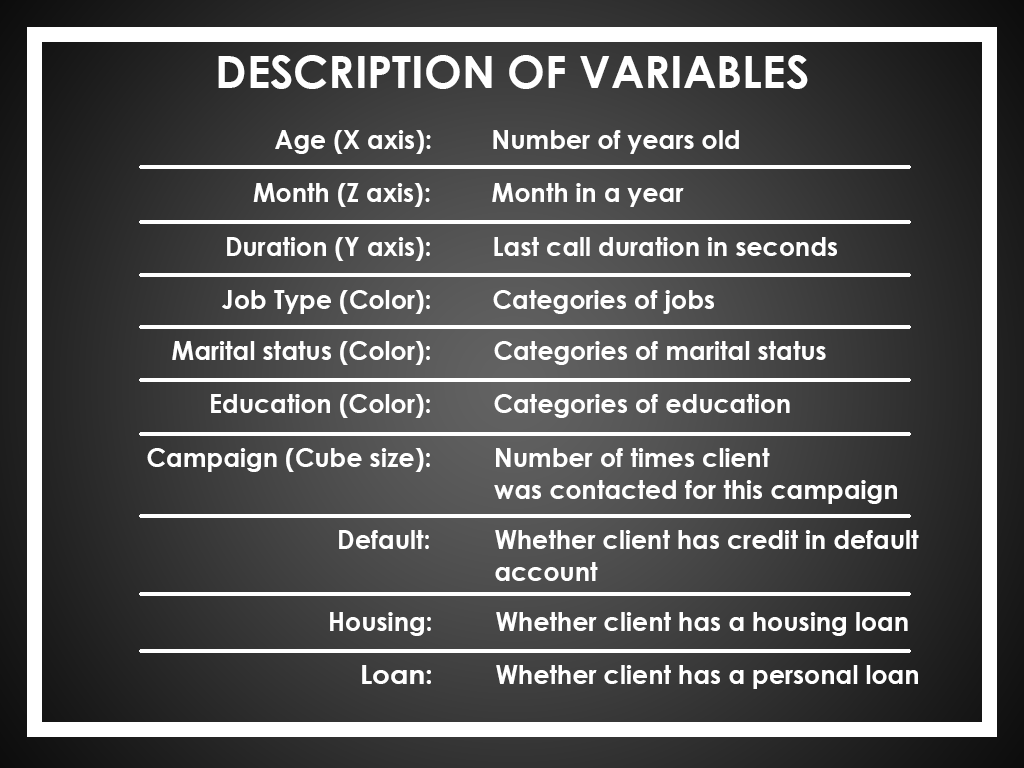 DESCRIPTION OF VARIABLES
Age (X axis): Number of years old
Month (Z axis): Month in a year
Duration (Y axis): Last call duration in seconds
Job Type (Color): Categories of jobs
Marital status (Color): Categories of marital status
Education (Color): Categories of education
Campaign (Cube size): Number of times client
was contacted for this campaign
Default: Whether client has credit in default
account
Housing: Whether client has a housing loan
Loan: Whether client has a personal loan